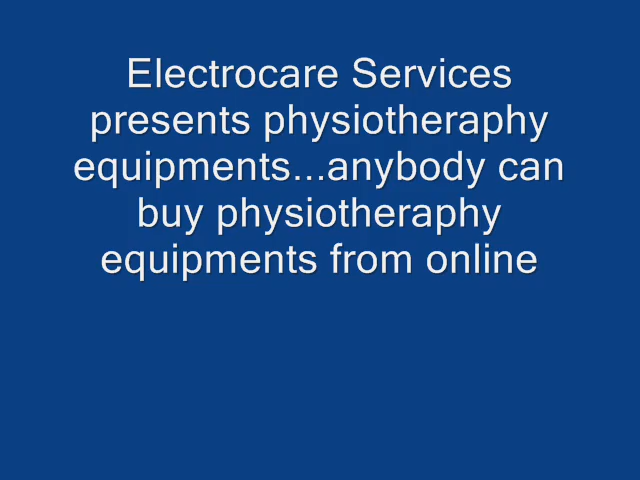 Electrocare Services
presents physiotheraphy
equipments...anybody can
buy physiotheraphy
equipments from online